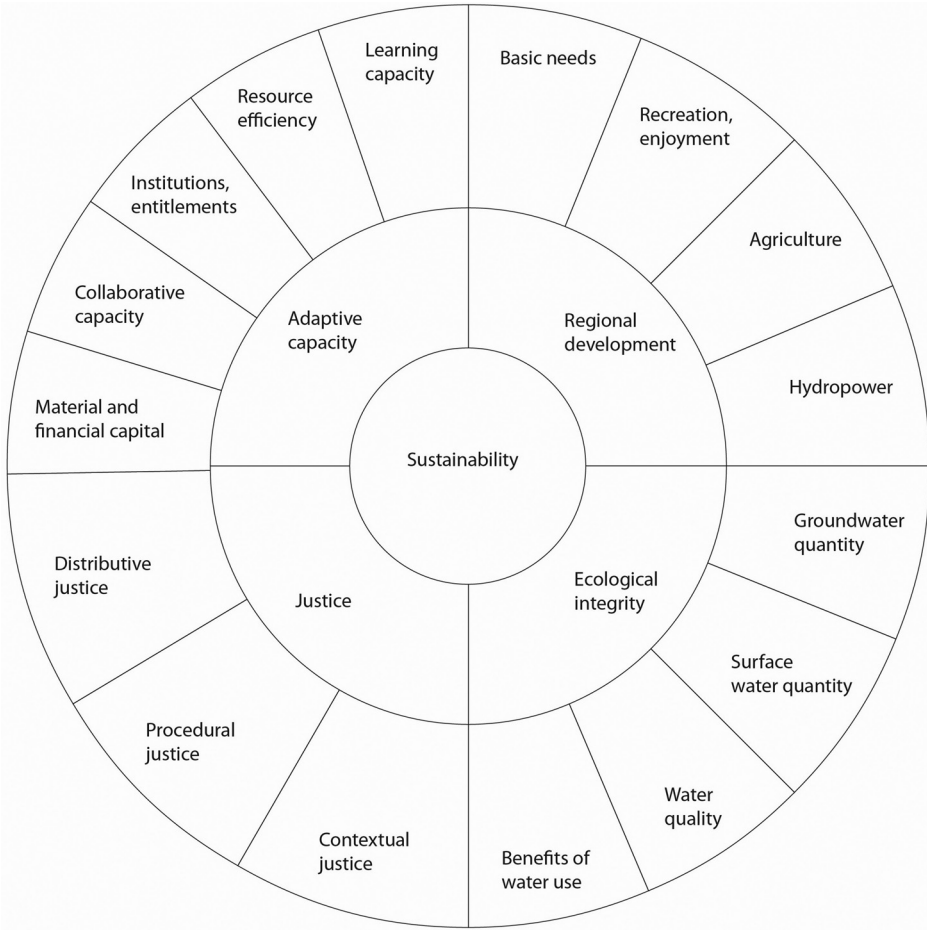 Learning
capacity
Basic needs
Resource
efficiency
Recreation,
enjoyment
Institutions,
entitlements
Agriculture
Collaborative
capacity
Adaptive
capacity
Regional
development
Hydropower
Material and
financial capital
Sustainability
Groundwater
quantity
Distributive
justice
Justice
Ecological
integrity
Surface
water quantity
Procedural
justice
Water
quality
Contextual
justice
Benefits of
water use